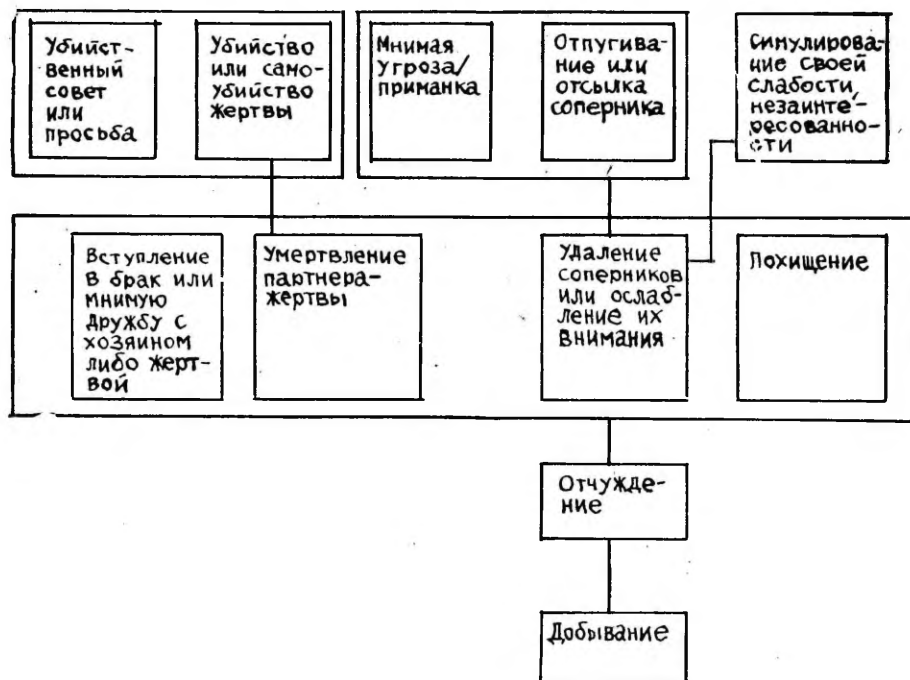 Убийст-
венный
совет
или
просьба
Убийство
или само-
убийство
жертвы
Мнимая
угроза/
приманка
Отпугива-
ние или
отсылка
соперника
Симулирова-
ние своей
слабости,
незаинте-
ресованно-
сти
Вступление
в брак или
мнимую
дружбу с
хозяином
либо жерт-
вой
Умертвление
партнера-
жертвы
Удаление
соперников
или ослаб-
ление их
внимания
Похищение
Отчужде-
ние
Добывание